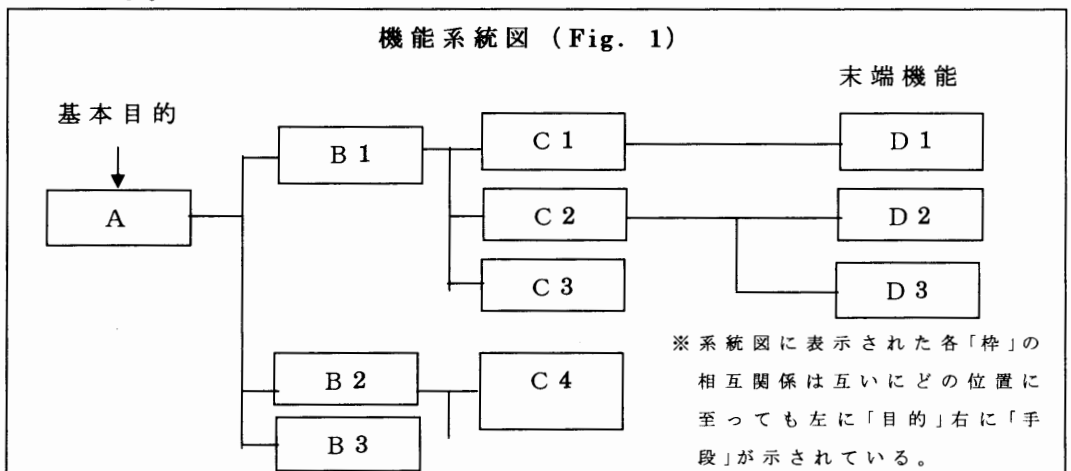 機能系統図 (Fig. 1)
末端機能
基本目的
A
B1
C1
D1
C2
D2
C3
D3
B2
C4
B3
※系統図に表示された各「枠」の
相互関係は互いにどの位置に
至っても左に「目的」右に「手
段」が示されている。